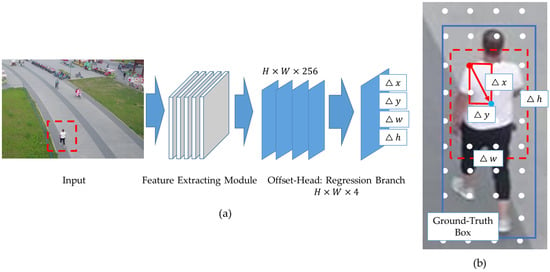 H × W × 256
△ x
△ y
△ w
△ h
Input
Feature Extracting Module
Offset-Head: Regression Branch
H × W × 4
(a)
△ x
△ y
△ h
△ w
Ground-Truth
Box
(b)